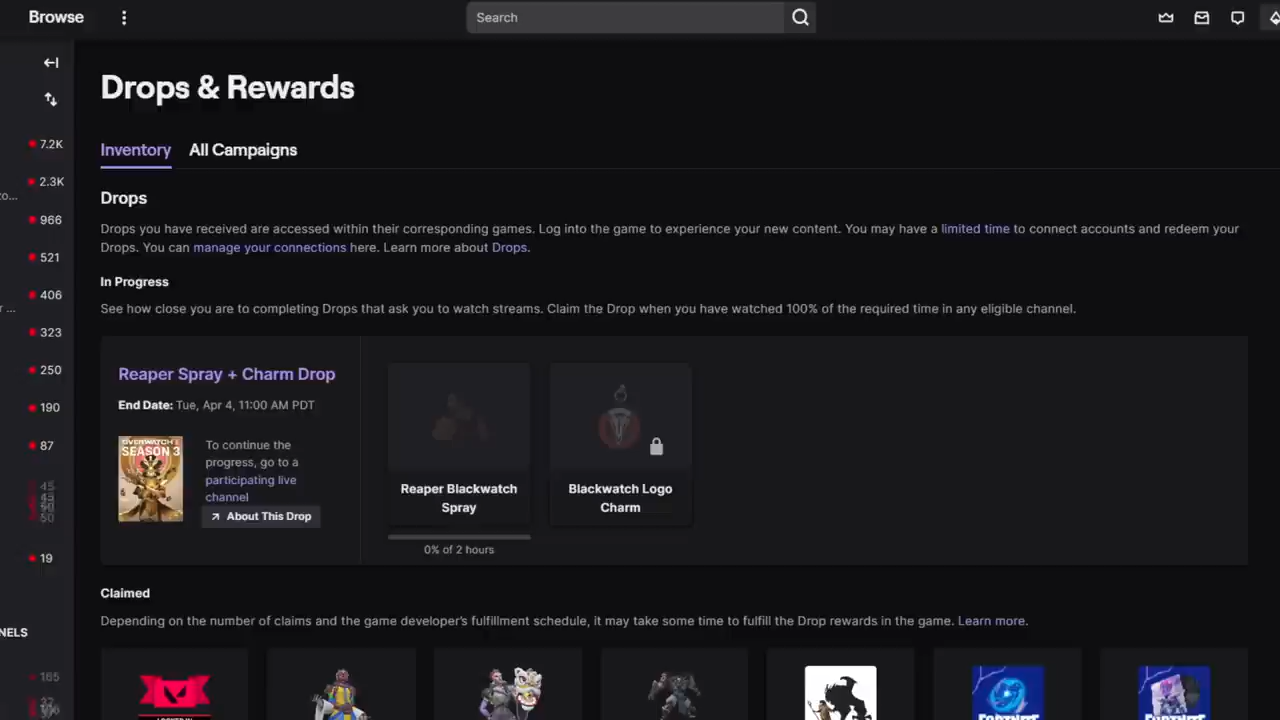 Browse
Search
Drops & Rewards
7.2K
2.3K
966
521
406
323
250
190
87
19
NELS
Inventory
All Campaigns
Drops
Drops you have received are accessed within their corresponding games. Log into the game to experience your new content. You may have a limited time to connect accounts and redeem your
Drops. You can manage your connections here. Learn more about Drops.
In Progress
See how close you are to completing Drops that ask you to watch streams. Claim the Drop when you have watched 100% of the required time in any eligible channel.
Reaper Spray + Charm Drop
End Date: Tue, Apr 4, 11:00 AM PDT
OVERWATCH 2
SEASON 3
To continue the
progress, go to a
participating live
channel
About This Drop
Reaper Blackwatch
Spray
0% of 2 hours
Blackwatch Logo
Charm
Claimed
Depending on the number of claims and the game developer's fulfillment schedule, it may take some time to fulfill the Drop rewards in the game. Learn more.